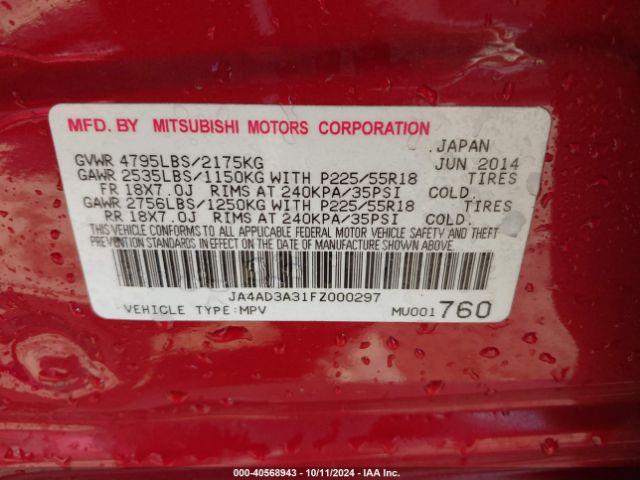 MFD. BY MITSUBISHI MOTORS CORPORATION
JAPAN
GVWR 4795LBS/2175KG JUN 2014
GAWR 2535LBS/1150KG WITH P225/55R18 TIRES
FR 18X7.0J RIMS AT 240KPA/35PSI COLD.
GAWR 2756LBS/1250KG WITH P225/55R18 TIRES
RR 18X7.0J RIMS AT 240KPA/35PSI COLD.
THIS VEHICLE CONFORMS TO ALL APPLICABLE FEDERAL MOTOR VEHICLE SAFETY AND THEFT
PREVENTION STANDARDS IN EFFECT ON THE DATE OF MANUFACTURE SHOWN ABOVE.
JA4AD3A31FZ000297
VEHICLE TYPE:MPV MU001760
000-40568943 - 10/11/2024 - IAA Inc.